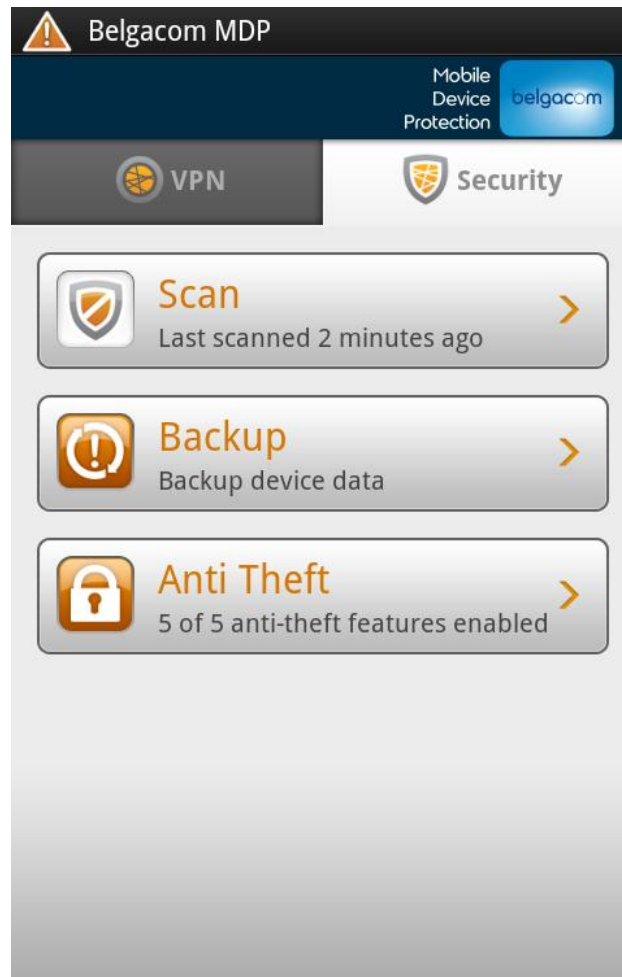 Belgacom MDP
Mobile
Device
Protection
belgacom
VPN
Security
Scan
Last scanned 2 minutes ago
Backup
Backup device data
Anti Theft
5 of 5 anti-theft features enabled